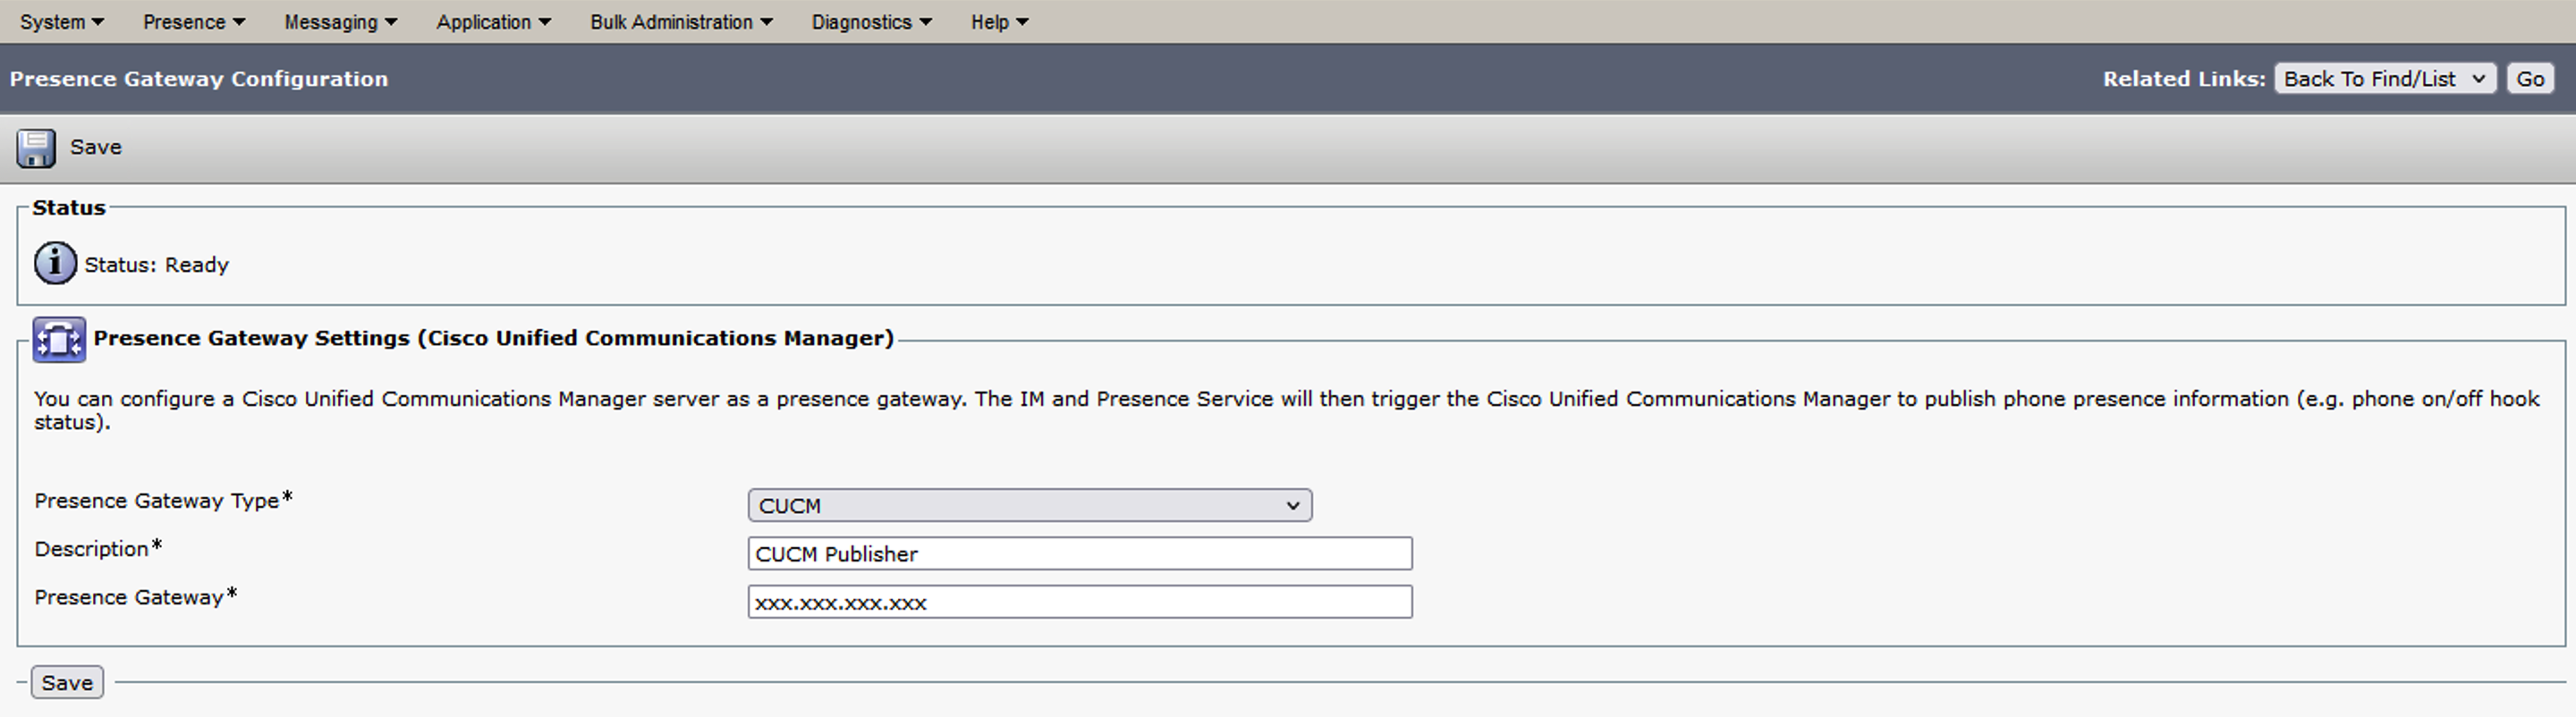 System Presence Messaging Application Bulk Administration Diagnostics Help
Presence Gateway Configuration Related Links: Back To Find/List Go
Save
Status
i Status: Ready
Presence Gateway Settings (Cisco Unified Communications Manager)
You can configure a Cisco Unified Communications Manager server as a presence gateway. The IM and Presence Service will then trigger the Cisco Unified Communications Manager to publish phone presence information (e.g. phone on/off hook
status).
Presence Gateway Type* CUCM
Description* CUCM Publisher
Presence Gateway* xxx.xxx.xxx.xxx
Save